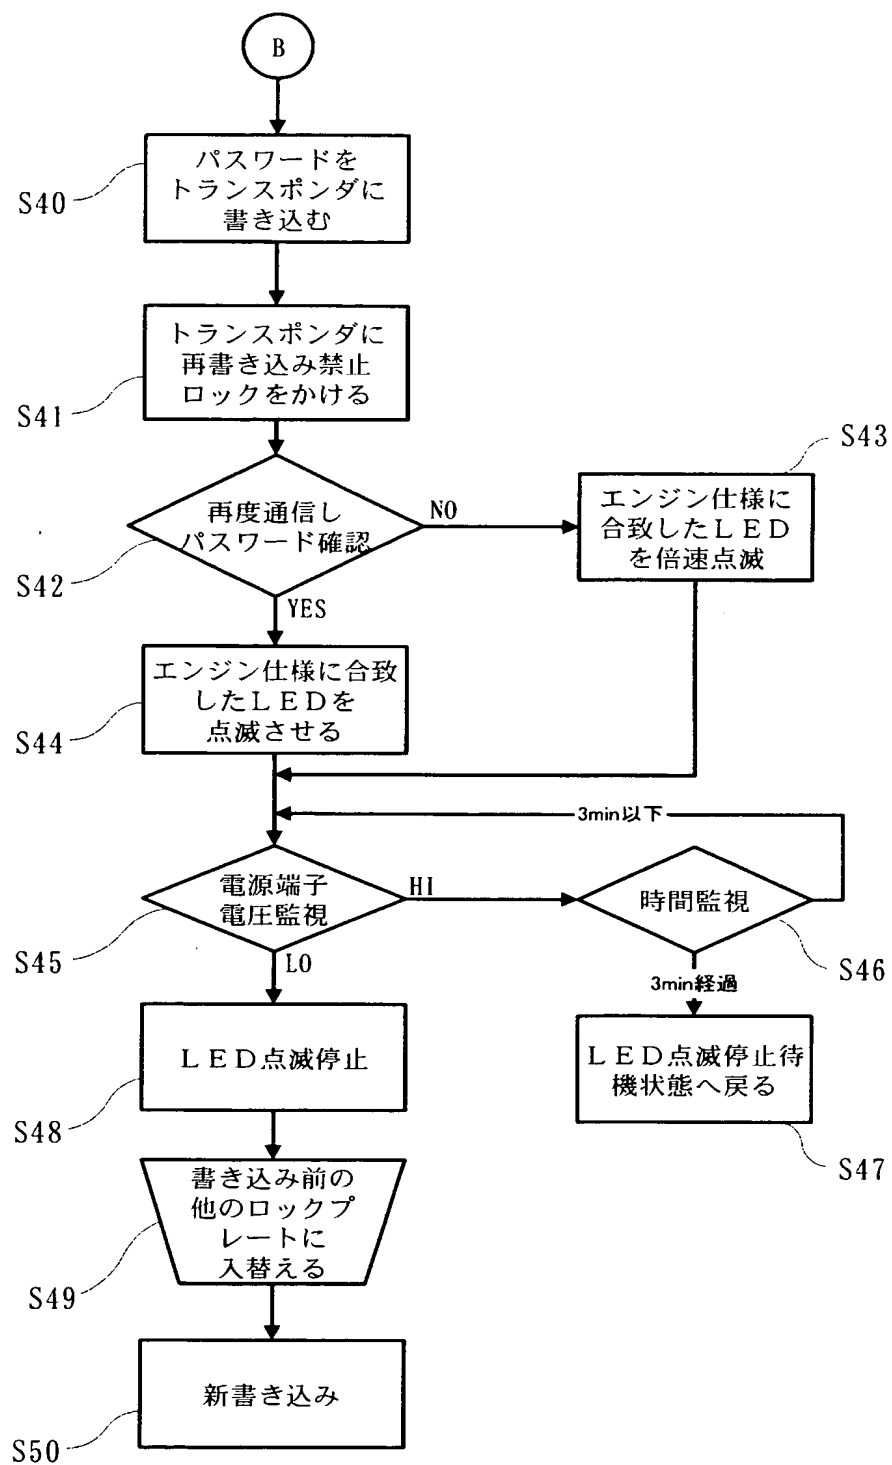 B
S40
パスワードを
トランスポンダに
書き込む
S41
トランスポンダに
再書き込み禁止
ロックをかける
S42
再度通信し
パスワード確認
NO
YES
S43
エンジン仕様に
合致したLED
を倍速点滅
S44
エンジン仕様に合致
したLEDを
点滅させる
3min以下
S45
電源端子
電圧監視
HI
LO
時間監視
S46
3min経過
S48
LED点滅停止
LED点滅停止待
機状態へ戻る
S47
S49
書き込み前の
他のロックプ
レートに
入替える
S50
新書き込み